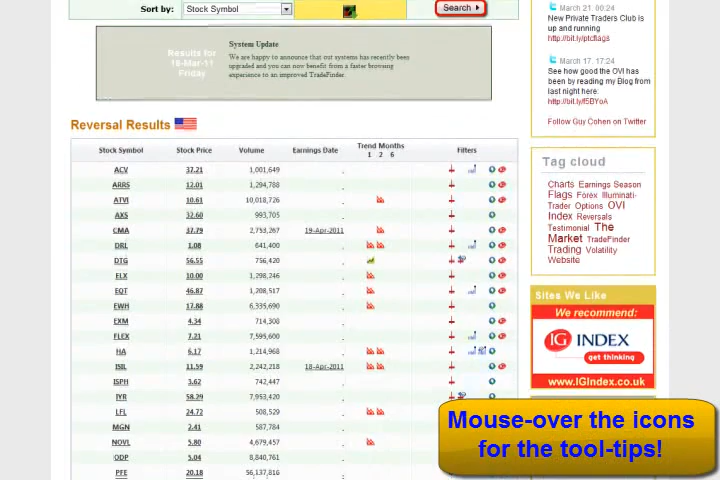 Sort by:
Stock Symbol
Search
Results for
18-Mar-11
Friday
System Update
We are happy to announce that out systems has recently been
upgraded and you can now benefit from a faster browsing
experience to an improved TradeFinder.
Reversal Results
Stock Symbol Stock Price Volume Earnings Date Trend Months Filters
1 2 6
ACV 37.21 1,001,649 -
ARRS 12.01 1,294,788 -
ATVI 10.61 10,018,726 -
AXS 32.60 993,705 -
CMA 37.79 2,753,267 19-Apr-2011
DRL 1.08 641,400 -
DTG 56.55 756,420 -
ELX 10.00 1,298,246 -
EQT 46.87 1,208,517 -
EWH 17.88 6,335,690 -
EXM 4.34 714,308 -
FLEX 7.21 7,595,600 -
HA 6.17 1,214,968 -
ISIL 11.59 2,242,218 18-Apr-2011
ISPH 3.62 742,447 -
IYR 58.29 7,953,420 -
LFL 24.72 508,529 -
MGN 2.41 587,784 -
NOVL 5.80 4,679,457 -
ODP 5.04 8,840,761 -
PFE 20.18 56,137,816 -
March 21, 00:24
New Private Traders Club is
up and running
http://bit.ly/ptcflags
March 17, 17:24
See how good the OVI has
been by reading my Blog from
last night here.
http://bit.ly/f5BYoA
Follow Guy Cohen on Twitter
Tag cloud
Charts Earnings Season
Flags Forex Illuminati-
Trader Options OVI
Index Reversals
Testimonial The
Market TradeFinder
Trading Volatility
Website
Sites We Like
We recommend:
IG INDEX
get thinking
www.IGIndex.co.uk
Mouse-over the icons
for the tool-tips!